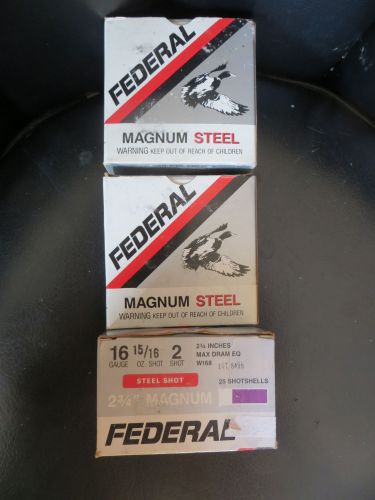 FEDERAL
MAGNUM STEEL
WARNING KEEP OUT OF REACH OF CHILDREN
FEDERAL
MAGNUM STEEL
WARNING KEEP OUT OF REACH OF CHILDREN
16 15/16 2
GAUGE OZ. SHOT SHOT
2¾ INCHES
MAX DRAM EQ
W168
STEEL SHOT
25 SHOTSHELLS
2¾" MAGNUM
FEDERAL